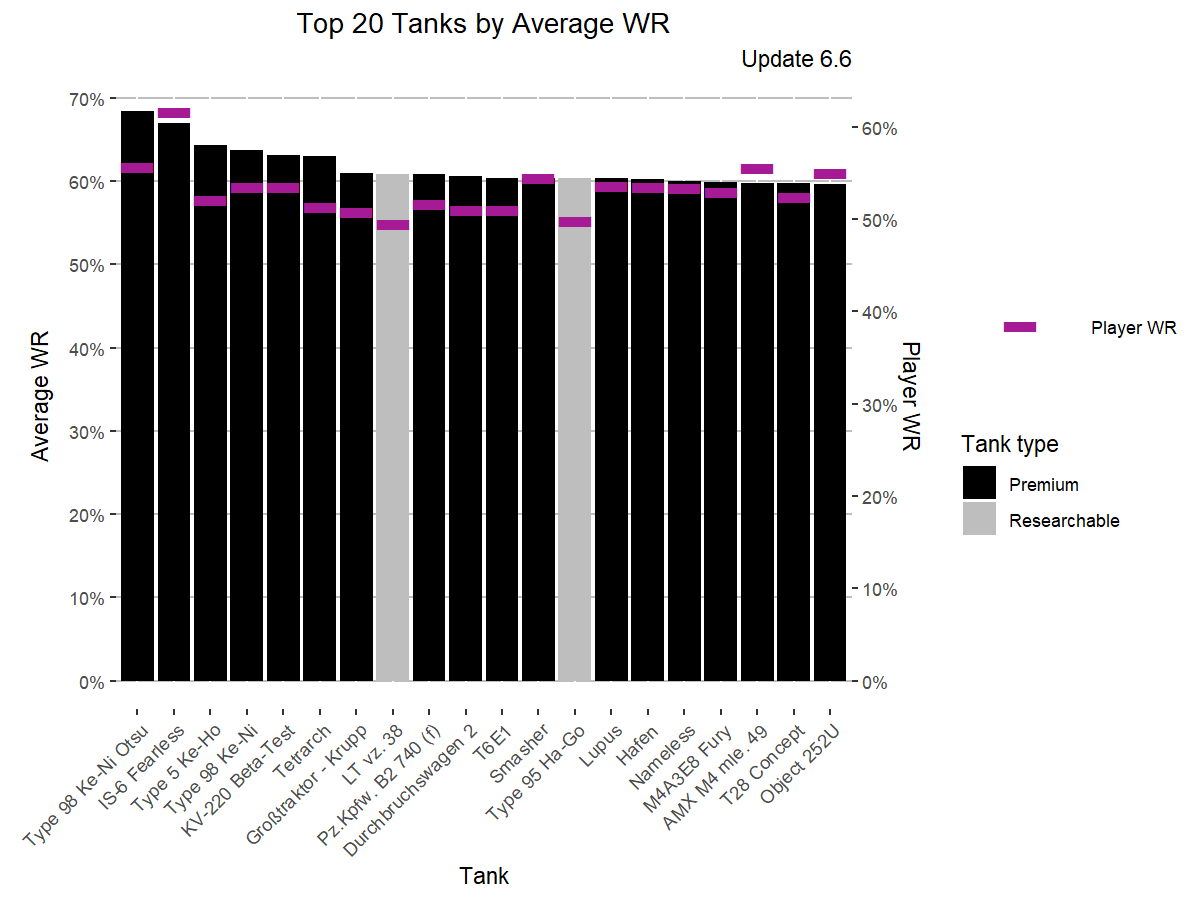 Top 20 Tanks by Average WR
Update 6.6
Average WR
70%
60%
50%
40%
30%
20%
10%
0%
60%
50%
40%
30%
20%
10%
0%
Player WR
Type 98 Ke-Ni Otsu
IS-6 Fearless
Type 5 Ke-Ho
Type 98 Ke-Ni
KV-220 Beta-Test
Tetrarch
Großtraktor - Krupp
LT vz. 38
Pz.Kpfw. B2 740 (f)
Durchbruchswagen 2
T6E1
Smasher
Type 95 Ha-Go
Lupus
Hafen
Nameless
M4A3E8 Fury
AMX M4 mle. 49
T28 Concept
Object 252U
Tank
Player WR
Tank type
Premium
Researchable